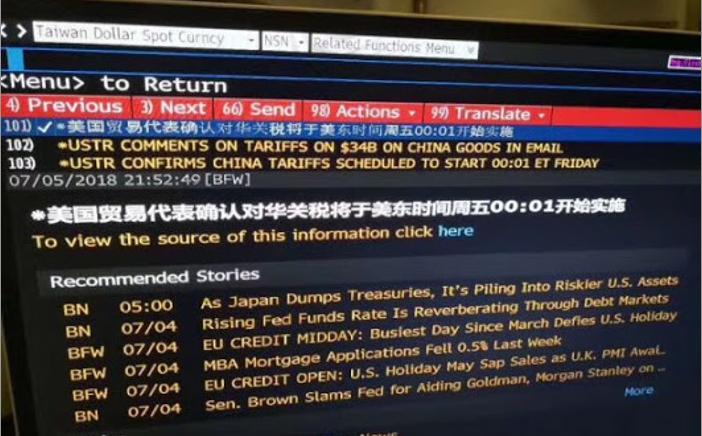 Taiwan Dollar Spot Curncy NSN Related Functions Menu
<Menu> to Return
4) Previous 3) Next 66) Send 98) Actions 99) Translate
101) ✓ *美国贸易代表确认对华关税将于美东时间周五00:01开始实施
102) *USTR COMMENTS ON TARIFFS ON $34B ON CHINA GOODS IN EMAIL
103) *USTR CONFIRMS CHINA TARIFFS SCHEDULED TO START 00:01 ET FRIDAY
07/05/2018 21:52:49 [BFW]
*美国贸易代表确认对华关税将于美东时间周五00:01开始实施
To view the source of this information click here
Recommended Stories
BN 05:00 As Japan Dumps Treasuries, It's Piling Into Riskier U.S. Assets
BN 07/04 Rising Fed Funds Rate Is Reverberating Through Debt Markets
BFW 07/04 EU CREDIT MIDDAY: Busiest Day Since March Defies U.S. Holiday
BFW 07/04 MBA Mortgage Applications Fell 0.5% Last Week
BFW 07/04 EU CREDIT OPEN: U.S. Holiday May Sap Sales as U.K. PMI Awai…
BN 07/04 Sen. Brown Slams Fed for Aiding Goldman, Morgan Stanley on …
More
News